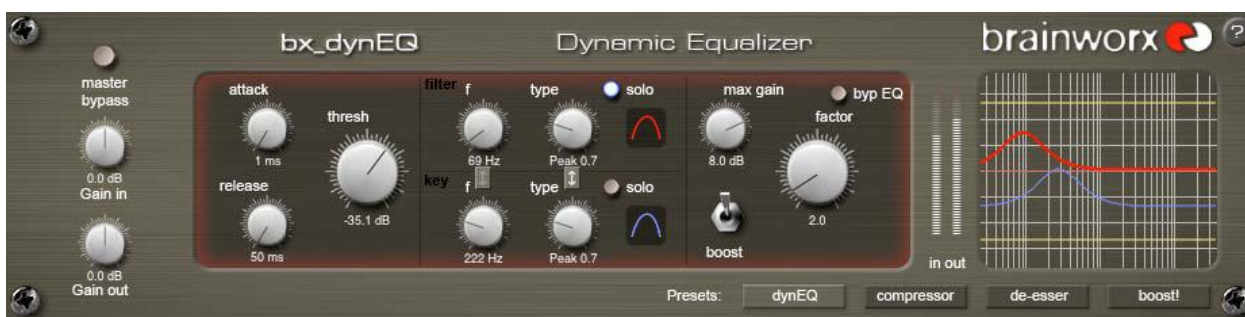 bx_dynEQ Dynamic Equalizer brainworx ?
master
bypass
0.0 dB
Gain in
0.0 dB
Gain out
attack
1 ms
thresh
-35.1 dB
release
50 ms
filter f type solo
69 Hz Peak 0.7
key f type solo
222 Hz Peak 0.7
max gain byp EQ
8.0 dB
factor
2.0
boost
in out
Presets: dynEQ compressor de-esser boost!